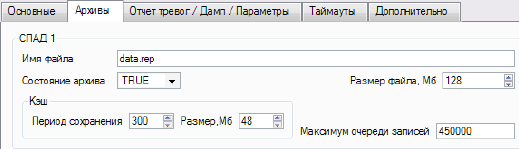 Основные Архивы Отчет тревог / Дамп / Параметры Таймауты Дополнительно
СПАД 1
Имя файла data.rep
Состояние архива TRUE Размер файла, Мб 128
Кэш
Период сохранения 300 Размер,Мб 48
Максимум очереди записей 450000